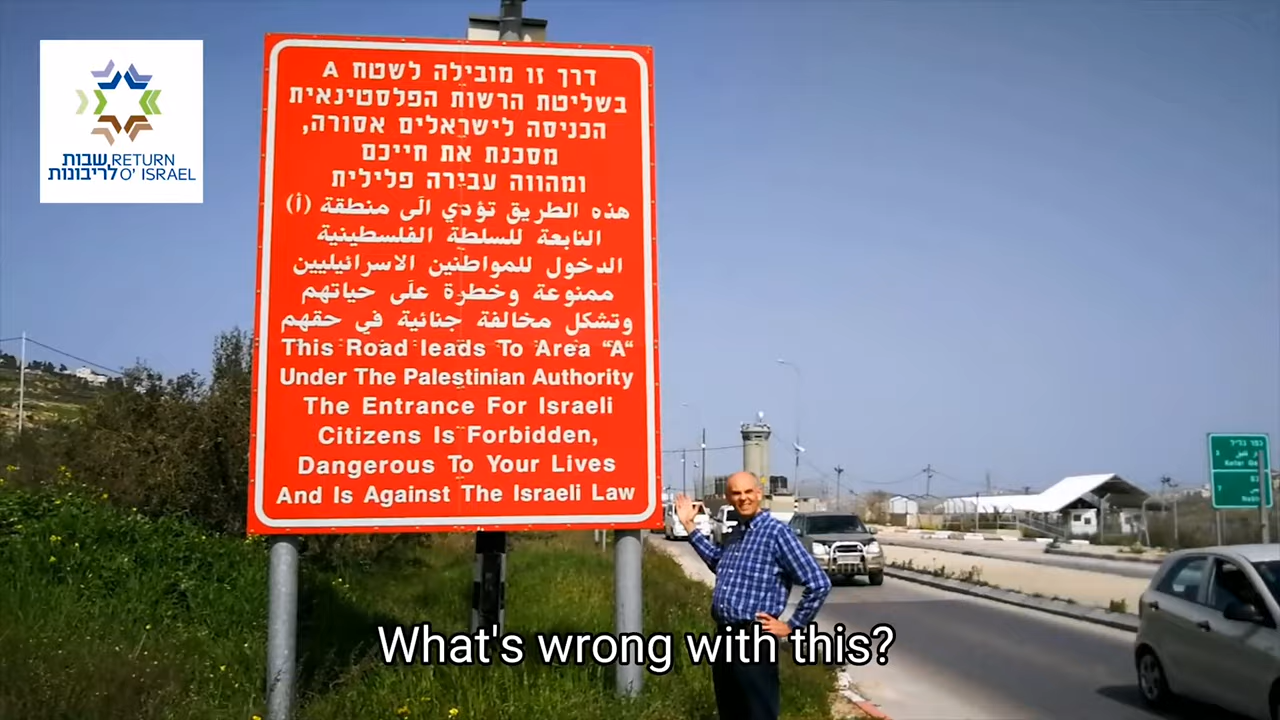 שבות RETURN
לריבונות O' ISRAEL
דרך זו מובילה לשטח A
בשליטת הרשות הפלסטינאית
הכניסה לישראלים אסורה,
מסכנת את חייכם
ומהווה עבירה פלילית
هذه الطريق تؤدي الى منطقة (أ)
التابعة للسلطة الفلسطينية
الدخول للمواطنين الاسرائيليين
ممنوعة وخطرة على حياتهم
وتشكل مخالفة جنائية في حقهم
This Road leads To Area "A"
Under The Palestinian Authority
The Entrance For Israeli
Citizens Is Forbidden,
Dangerous To Your Lives
And Is Against The Israeli Law
What's wrong with this?